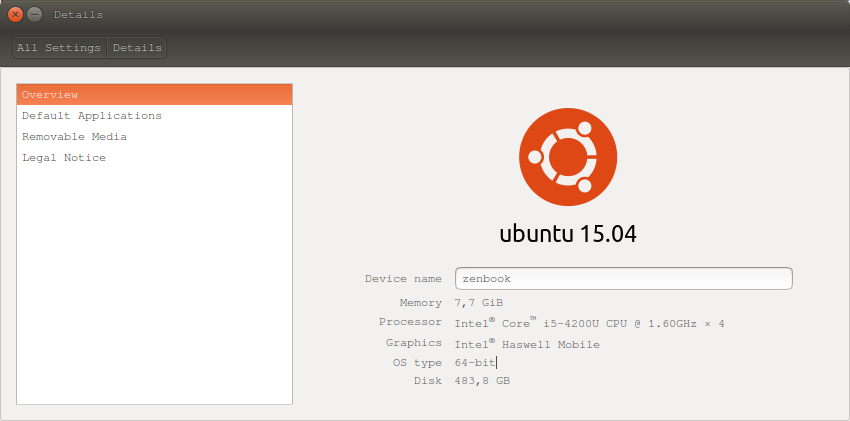 Details
All Settings Details
Overview
Default Applications
Removable Media
Legal Notice
ubuntu 15.04
Device name zenbook
Memory 7,7 GiB
Processor Intel® Core™ i5-4200U CPU @ 1.60GHz × 4
Graphics Intel® Haswell Mobile
OS type 64-bit
Disk 483,8 GB